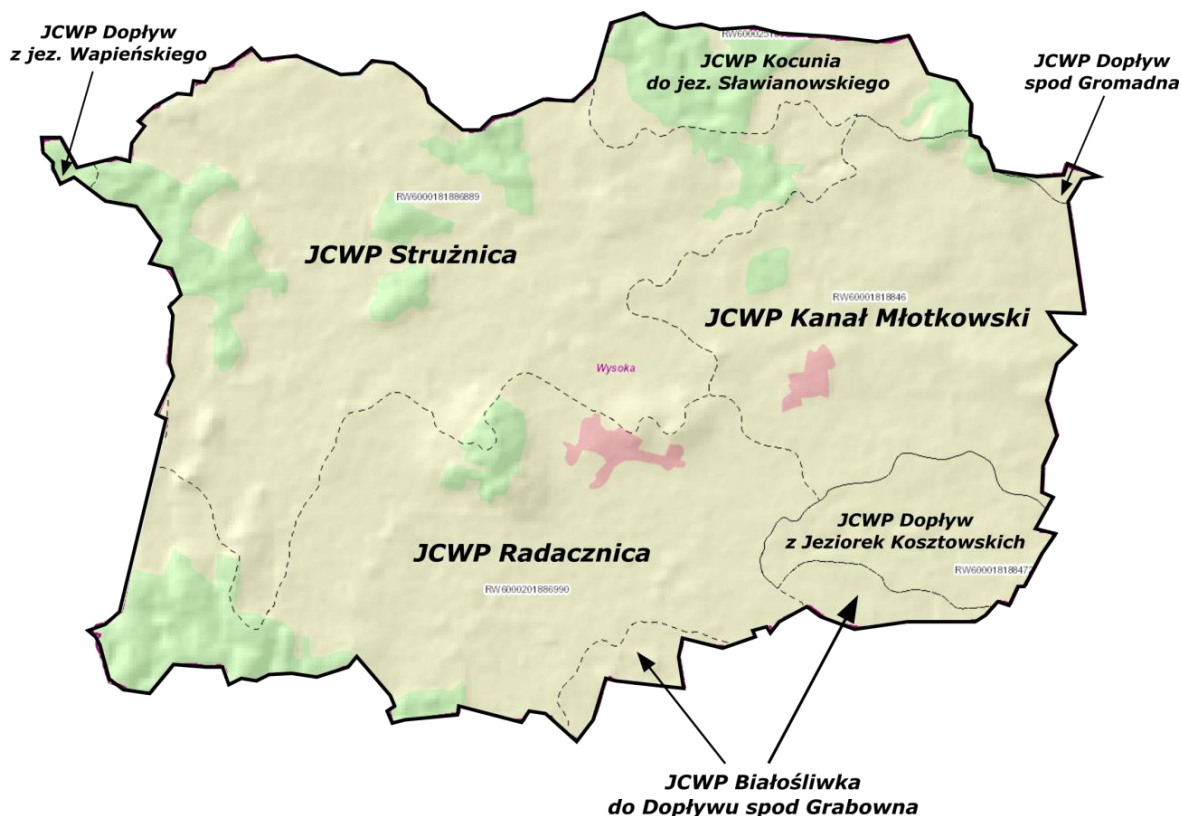 JCWP Dopływ
z jez. Wapieńskiego
JCWP Kocunia
do jez. Sławianowskiego
JCWP Dopływ
spod Gromadna
RW6000181886889
JCWP Strużnica
RW60001818846
JCWP Kanał Młotkowski
Wysoka
JCWP Dopływ
z Jeziorek Kosztowskich
JCWP Radacznica
RW6000201886990
JCWP Białośliwka
do Dopływu spod Grabowna